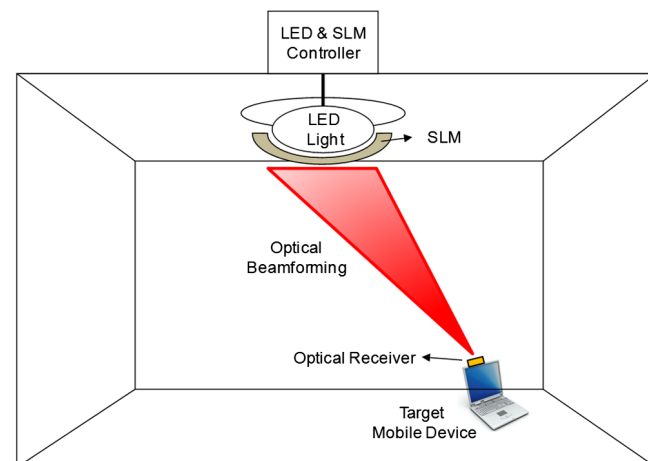 LED & SLM
Controller
LED
Light
SLM
Optical
Beamforming
Optical Receiver
Target
Mobile Device